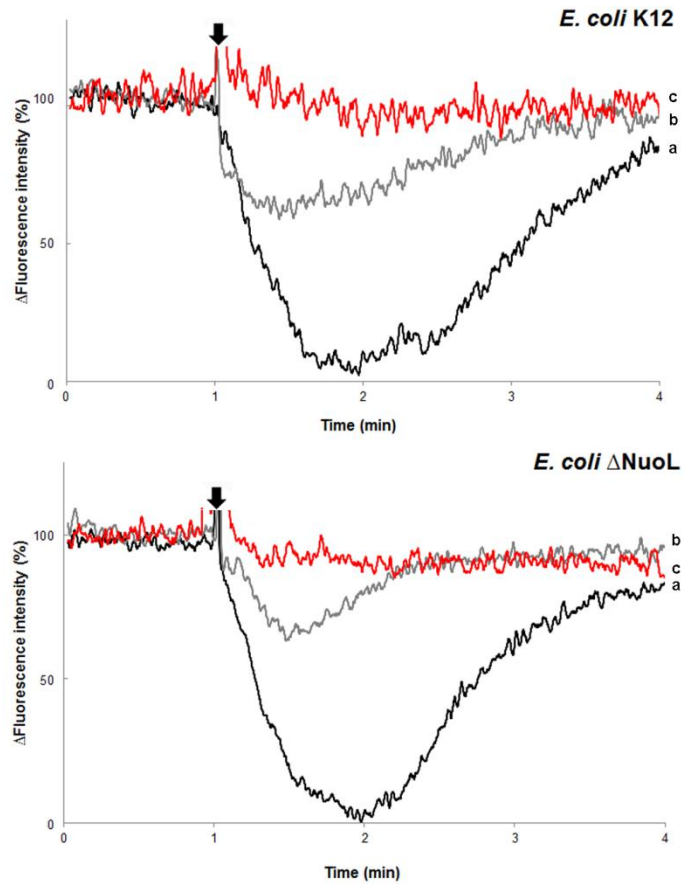 E. coli K12
ΔFluorescence intensity (%)
100
50
0
c
b
a
0 1 2 3 4
Time (min)
E. coli ΔNuoL
ΔFluorescence intensity (%)
100
50
0
b
c
a
0 1 2 3 4
Time (min)